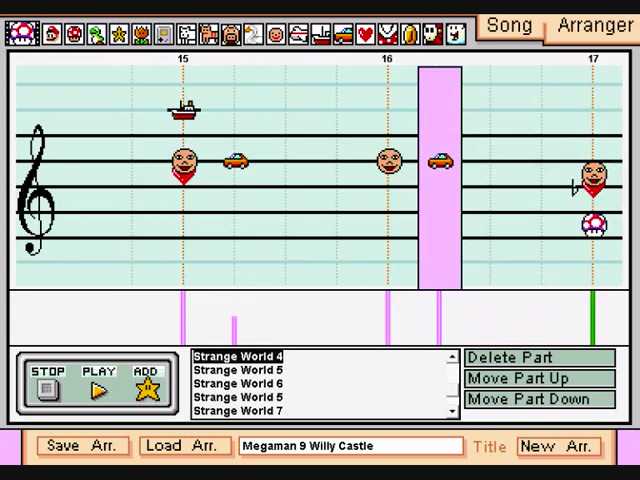 Song Arranger
15 16 17
Strange World 4
Strange World 5
Strange World 6
Strange World 5
Strange World 7
STOP PLAY ADD
Delete Part
Move Part Up
Move Part Down
Save Arr. Load Arr. Megaman 9 Willy Castle Title New Arr.